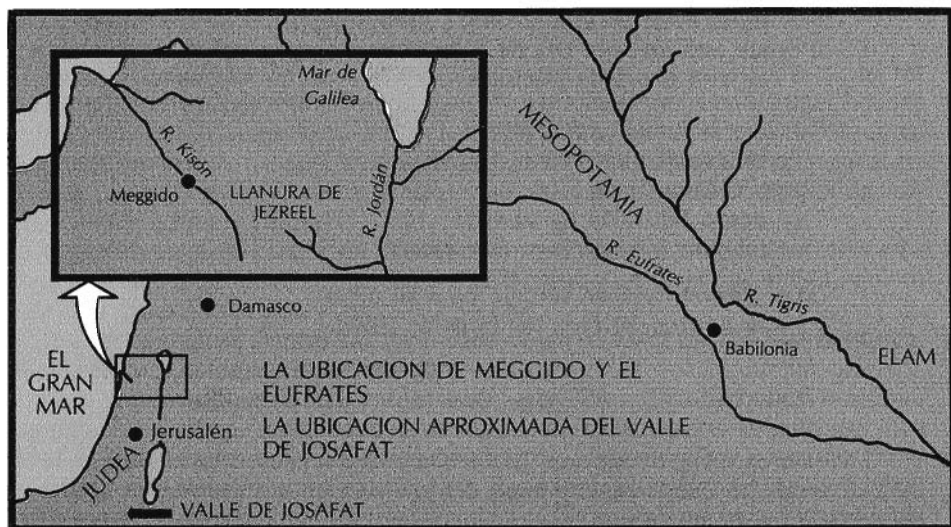 Mar de
Galilea
R. Kisón
Meggido
LLANURA DE
JEZREEL
R. Jordán
MESOPOTAMIA
R. Eufrates
R. Tigris
Damasco
Babilonia
ELAM
EL
GRAN
MAR
LA UBICACION DE MEGGIDO Y EL
EUFRATES
Jerusalén
LA UBICACION APROXIMADA DEL VALLE
DE JOSAFAT
JUDEA
VALLE DE JOSAFAT